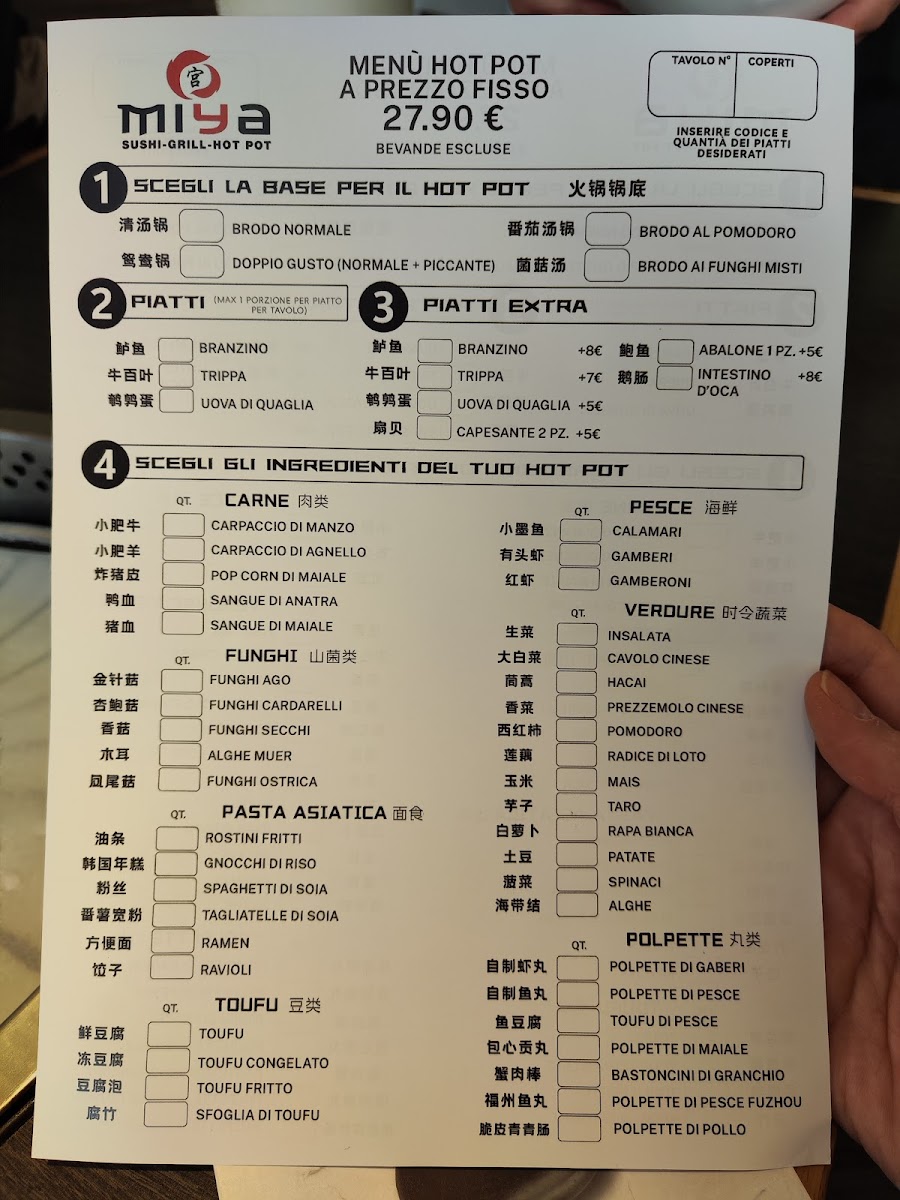 宫
mIyA
SUSHI-GRILL-HOT POT
MENÙ HOT POT
A PREZZO FISSO
27.90 €
BEVANDE ESCLUSE
TAVOLO N° COPERTI
INSERIRE CODICE E
QUANTIÀ DEI PIATTI
DESIDERATI
1 SCEGLI LA BASE PER IL HOT POT 火锅锅底
清汤锅 BRODO NORMALE
番茄汤锅 BRODO AL POMODORO
鸳鸯锅 DOPPIO GUSTO (NORMALE + PICCANTE)
菌菇汤 BRODO AI FUNGHI MISTI
2 PIATTI (MAX 1 PORZIONE PER PIATTO
PER TAVOLO)
鲈鱼 BRANZINO
牛百叶 TRIPPA
鹌鹑蛋 UOVA DI QUAGLIA
3 PIATTI EXTRA
鲈鱼 BRANZINO +8€
牛百叶 TRIPPA +7€
鹌鹑蛋 UOVA DI QUAGLIA +5€
扇贝 CAPESANTE 2 PZ. +5€
鲍鱼 ABALONE 1 PZ. +5€
鹅肠 INTESTINO +8€
D'OCA
4 SCEGLI GLI INGREDIENTI DEL TUO HOT POT
QT. CARNE 肉类
小肥牛 CARPACCIO DI MANZO
小肥羊 CARPACCIO DI AGNELLO
炸猪皮 POP CORN DI MAIALE
鸭血 SANGUE DI ANATRA
猪血 SANGUE DI MAIALE
QT. FUNGHI 山菌类
金针菇 FUNGHI AGO
杏鲍菇 FUNGHI CARDARELLI
香菇 FUNGHI SECCHI
木耳 ALGHE MUER
凤尾菇 FUNGHI OSTRICA
QT. PASTA ASIATICA 面食
油条 ROSTINI FRITTI
韩国年糕 GNOCCHI DI RISO
粉丝 SPAGHETTI DI SOIA
番薯宽粉 TAGLIATELLE DI SOIA
方便面 RAMEN
饺子 RAVIOLI
QT. TOUFU 豆类
鲜豆腐 TOUFU
冻豆腐 TOUFU CONGELATO
豆腐泡 TOUFU FRITTO
腐竹 SFOGLIA DI TOUFU
QT. PESCE 海鲜
小墨鱼 CALAMARI
有头虾 GAMBERI
红虾 GAMBERONI
QT. VERDURE 时令蔬菜
生菜 INSALATA
大白菜 CAVOLO CINESE
茼蒿 HACAI
香菜 PREZZEMOLO CINESE
西红柿 POMODORO
莲藕 RADICE DI LOTO
玉米 MAIS
芋子 TARO
白萝卜 RAPA BIANCA
土豆 PATATE
菠菜 SPINACI
海带结 ALGHE
QT. POLPETTE 丸类
自制虾丸 POLPETTE DI GABERI
自制鱼丸 POLPETTE DI PESCE
鱼豆腐 TOUFU DI PESCE
包心贡丸 POLPETTE DI MAIALE
蟹肉棒 BASTONCINI DI GRANCHIO
福州鱼丸 POLPETTE DI PESCE FUZHOU
脆皮青青肠 POLPETTE DI POLLO